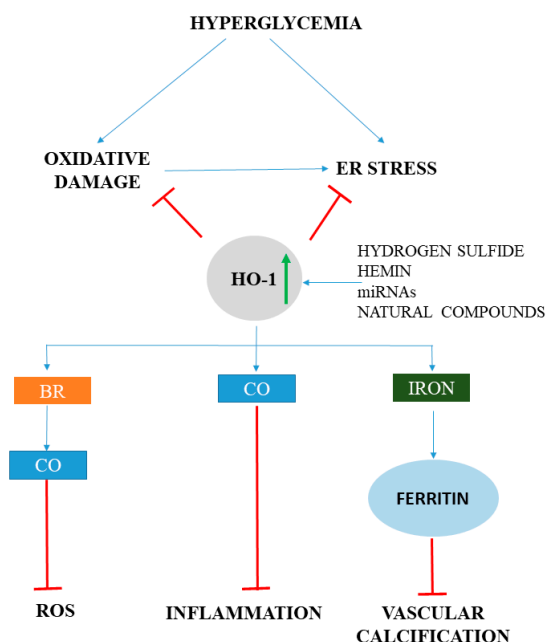 HYPERGLYCEMIA
OXIDATIVE
DAMAGE
ER STRESS
HO-1
HYDROGEN SULFIDE
HEMIN
miRNAs
NATURAL COMPOUNDS
BR
CO
IRON
CO
FERRITIN
ROS
INFLAMMATION
VASCULAR
CALCIFICATION